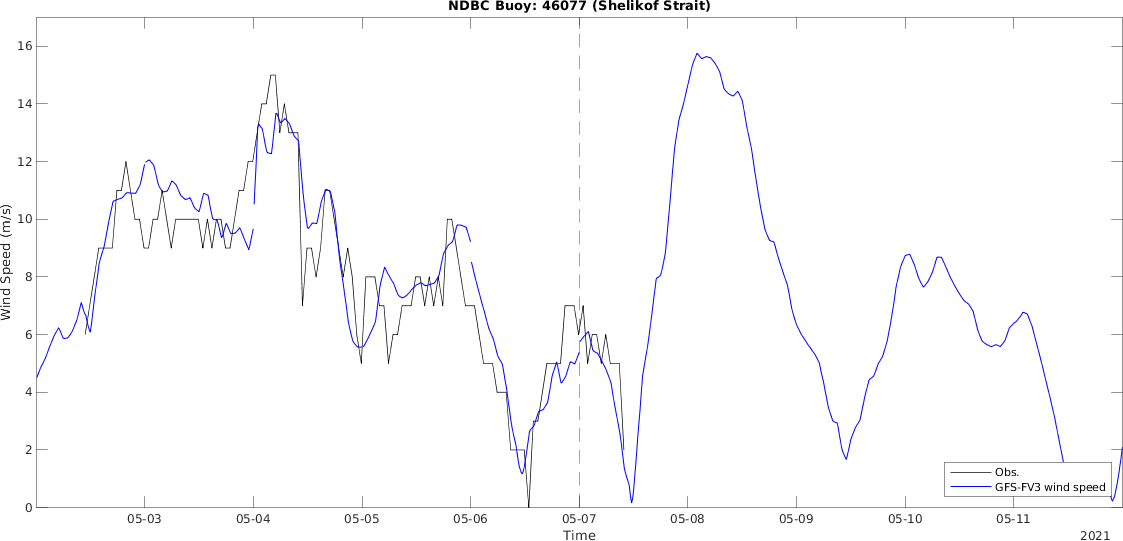 NDBC Buoy: 46077 (Shelikof Strait)
Wind Speed (m/s)
16
14
12
10
8
6
4
2
0
Obs.
GFS-FV3 wind speed
05-03 05-04 05-05 05-06 05-07 05-08 05-09 05-10 05-11
Time
2021